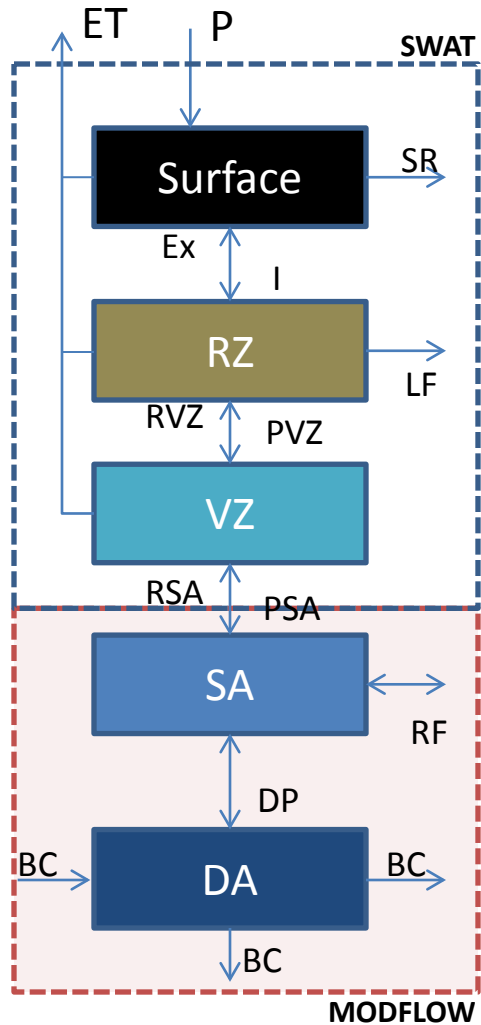 ET
P
SWAT
Surface
SR
Ex
I
RZ
LF
RVZ
PVZ
VZ
RSA
PSA
SA
RF
DP
BC
DA
BC
BC
MODFLOW